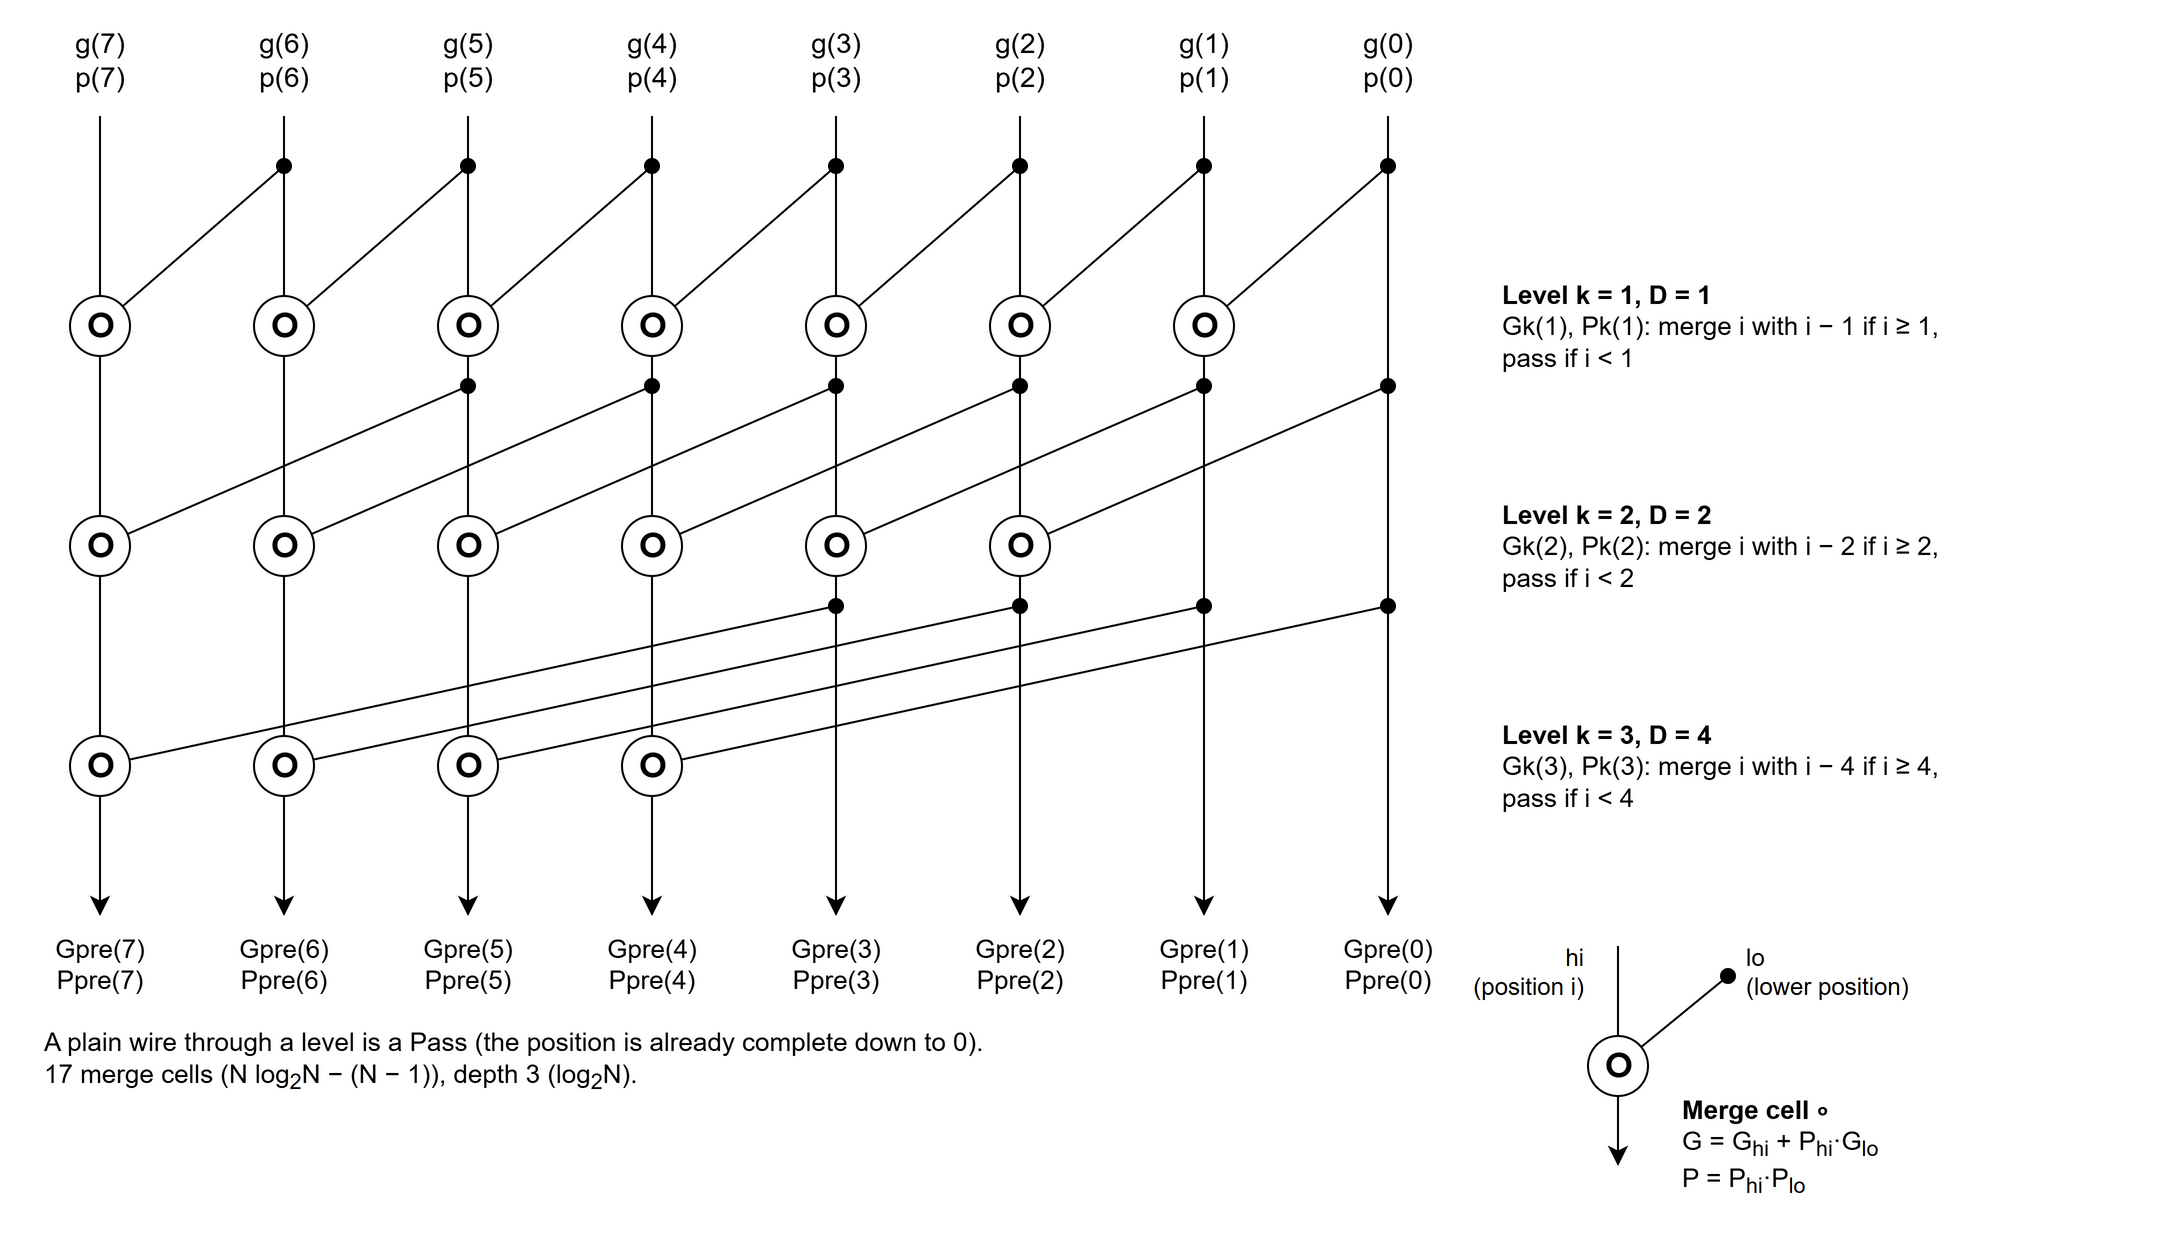 g(7) g(6) g(5) g(4) g(3) g(2) g(1) g(0)
p(7) p(6) p(5) p(4) p(3) p(2) p(1) p(0)
Level k = 1, D = 1
Gk(1), Pk(1): merge i with i − 1 if i ≥ 1,
pass if i < 1
Level k = 2, D = 2
Gk(2), Pk(2): merge i with i − 2 if i ≥ 2,
pass if i < 2
Level k = 3, D = 4
Gk(3), Pk(3): merge i with i − 4 if i ≥ 4,
pass if i < 4
Gpre(7) Gpre(6) Gpre(5) Gpre(4) Gpre(3) Gpre(2) Gpre(1) Gpre(0)
Ppre(7) Ppre(6) Ppre(5) Ppre(4) Ppre(3) Ppre(2) Ppre(1) Ppre(0)
hi
(position i)
lo
(lower position)
A plain wire through a level is a Pass (the position is already complete down to 0).
17 merge cells (N log₂N − (N − 1)), depth 3 (log₂N).
Merge cell ∘
G = Ghi + Phi·Glo
P = Phi·Plo